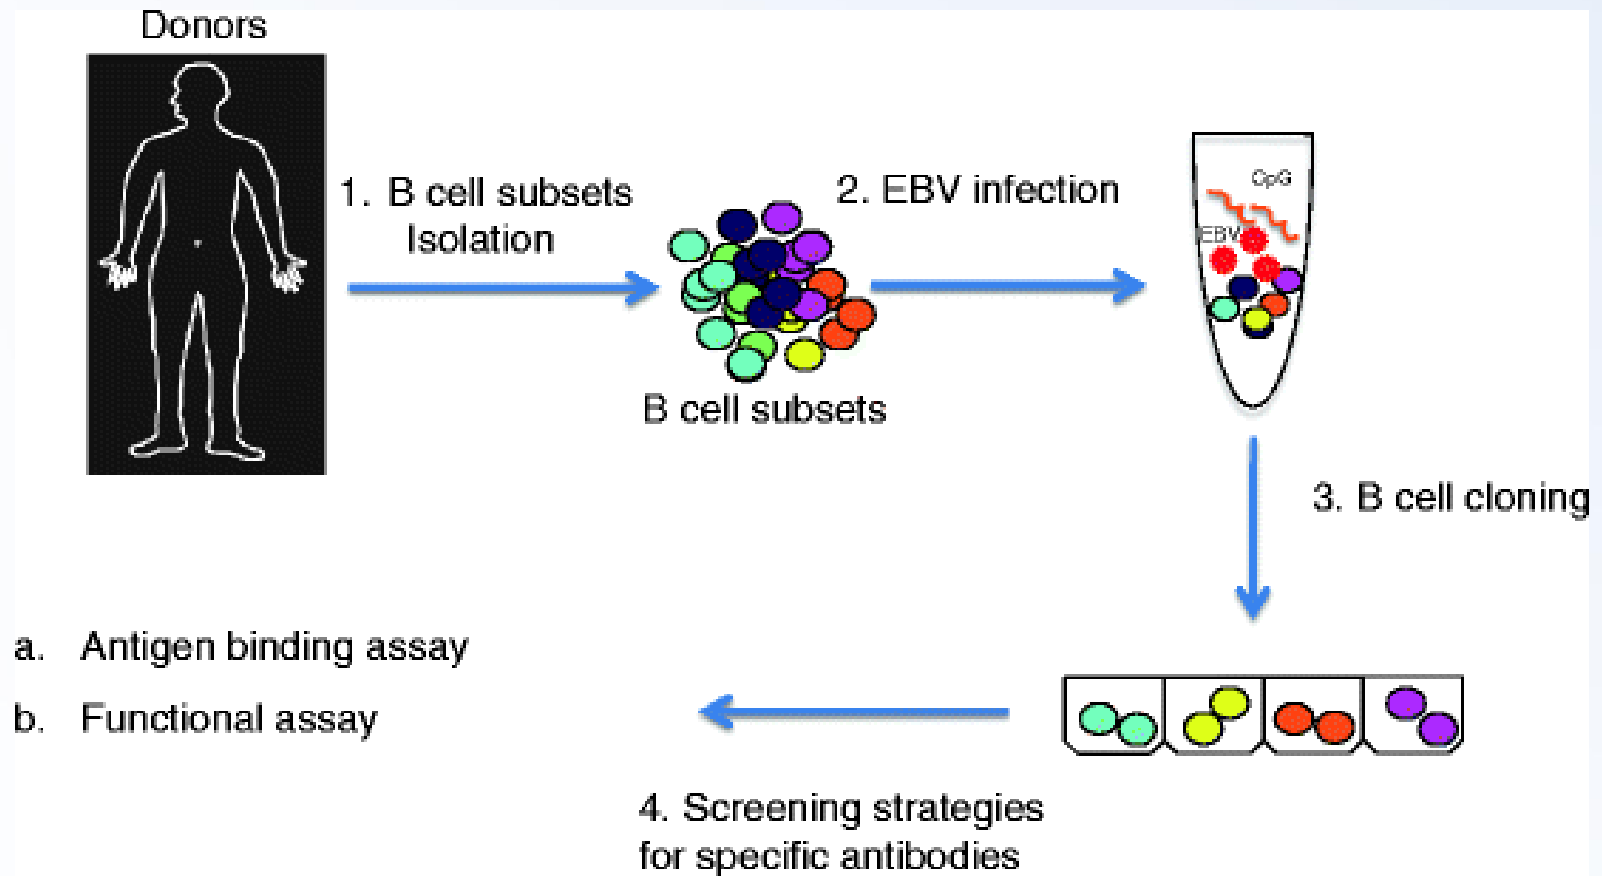 Donors
1. B cell subsets
Isolation
2. EBV infection
CpG
EBV
B cell subsets
3. B cell cloning
a. Antigen binding assay
b. Functional assay
4. Screening strategies
for specific antibodies